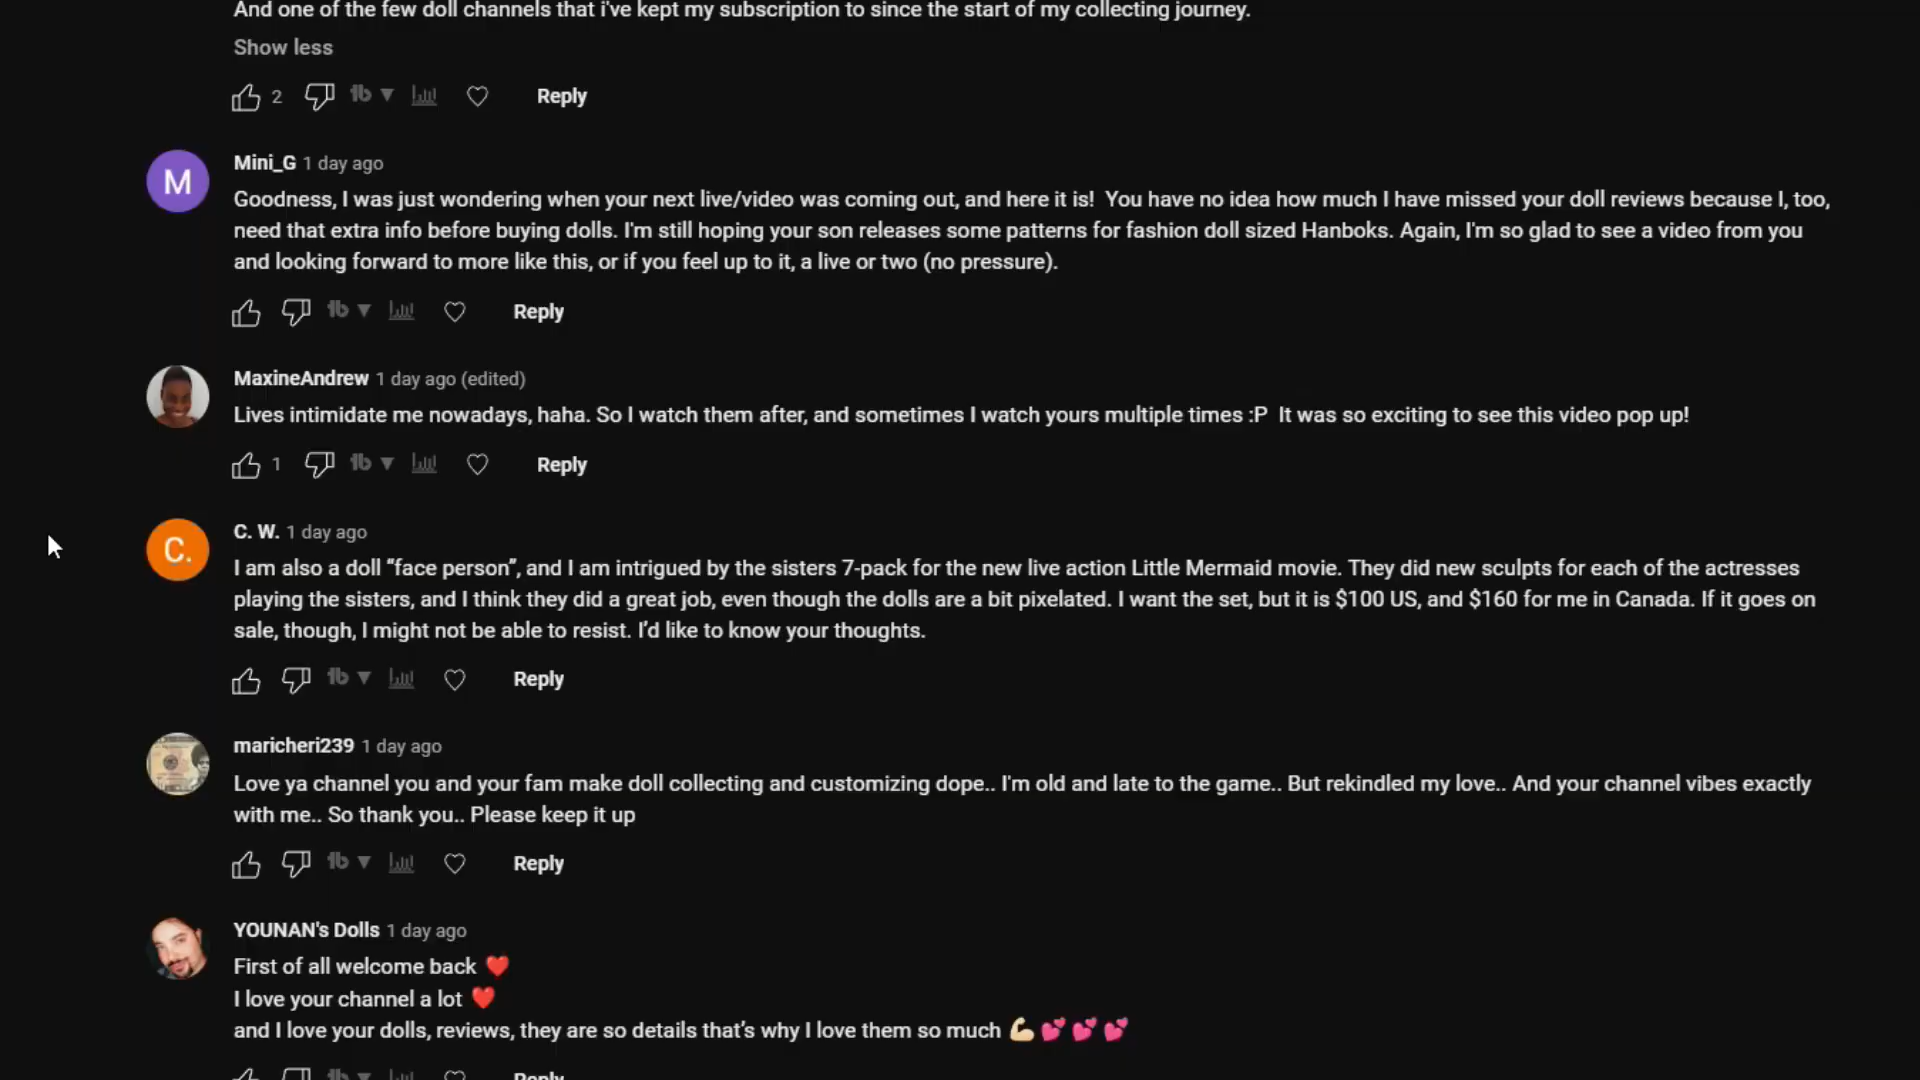 And one of the few doll channels that i've kept my subscription to since the start of my collecting journey.
Show less
2 Reply
M
Mini_G 1 day ago
Goodness, I was just wondering when your next live/video was coming out, and here it is!  You have no idea how much I have missed your doll reviews because I, too,
need that extra info before buying dolls. I'm still hoping your son releases some patterns for fashion doll sized Hanboks. Again, I'm so glad to see a video from you
and looking forward to more like this, or if you feel up to it, a live or two (no pressure).
Reply
MaxineAndrew 1 day ago (edited)
Lives intimidate me nowadays, haha. So I watch them after, and sometimes I watch yours multiple times :P  It was so exciting to see this video pop up!
1 Reply
C.
C. W. 1 day ago
I am also a doll “face person”, and I am intrigued by the sisters 7-pack for the new live action Little Mermaid movie. They did new sculpts for each of the actresses
playing the sisters, and I think they did a great job, even though the dolls are a bit pixelated. I want the set, but it is $100 US, and $160 for me in Canada. If it goes on
sale, though, I might not be able to resist. I’d like to know your thoughts.
Reply
maricheri239 1 day ago
Love ya channel you and your fam make doll collecting and customizing dope.. I'm old and late to the game.. But rekindled my love.. And your channel vibes exactly
with me.. So thank you.. Please keep it up
Reply
YOUNAN's Dolls 1 day ago
First of all welcome back ❤️
I love your channel a lot ❤️
and I love your dolls, reviews, they are so details that’s why I love them so much 💪🏼💕💕💕
Reply